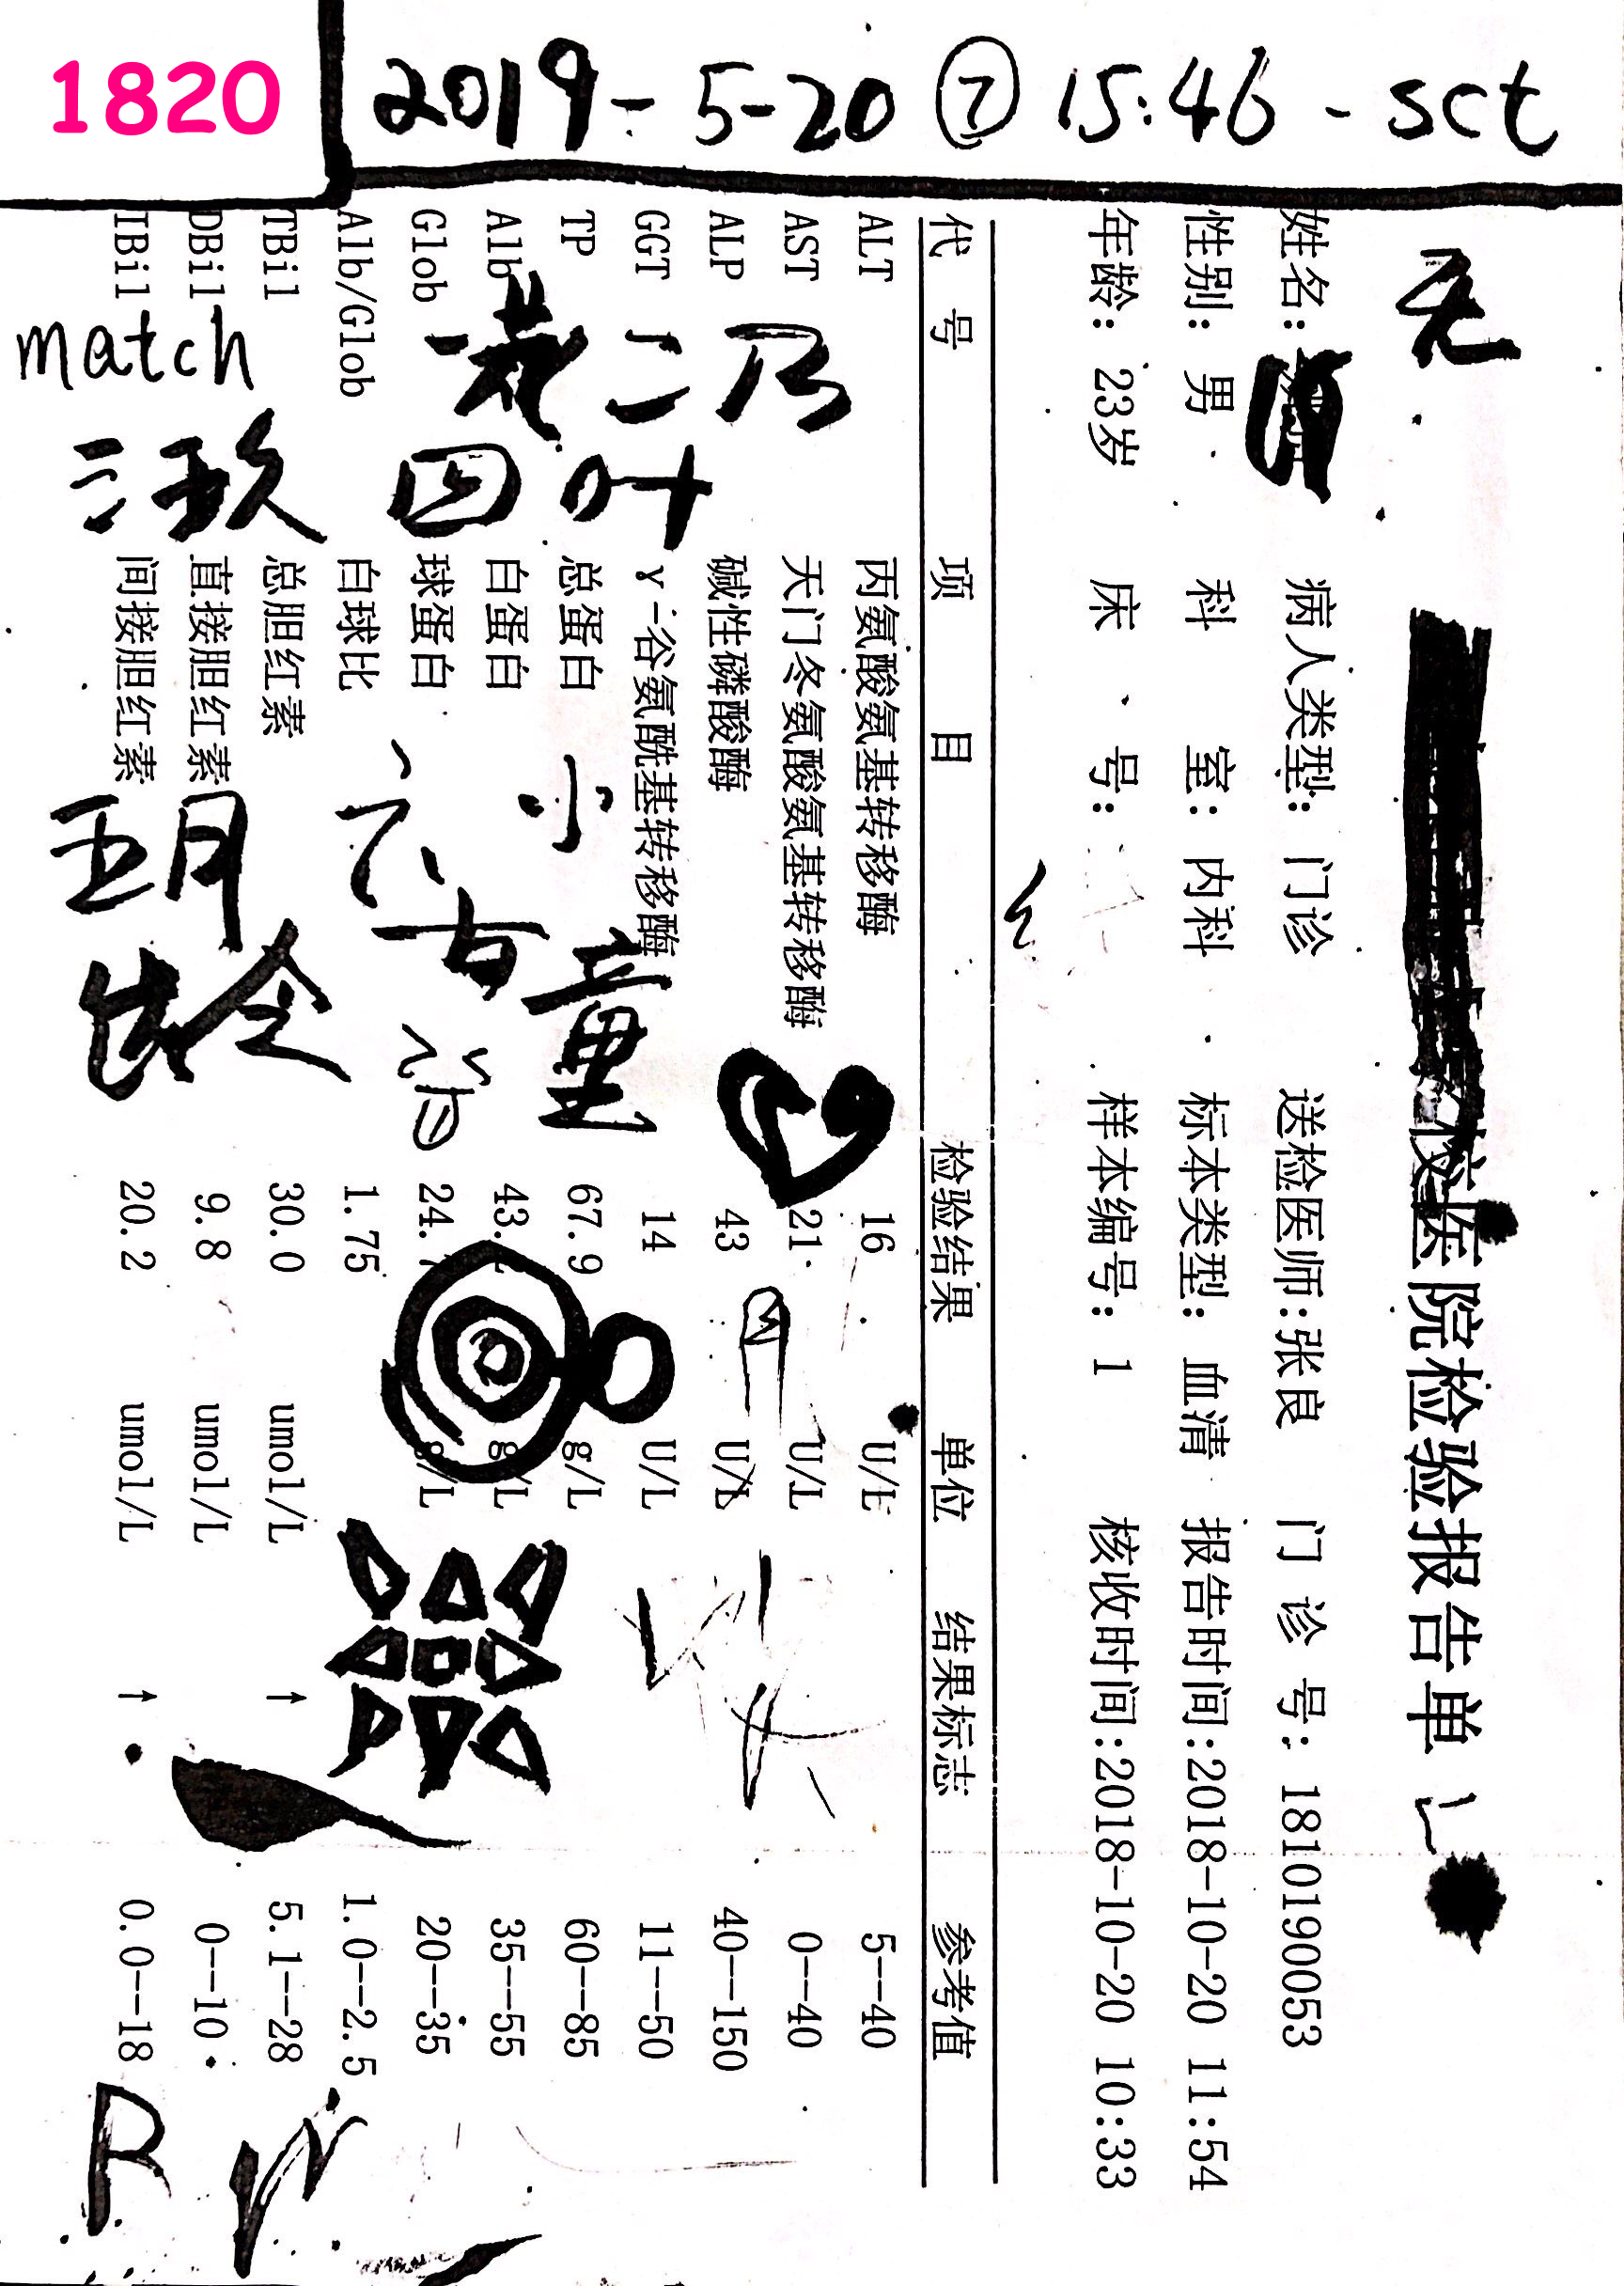 1820
2019-5-20 ⑦ 15:46 - sct
无
医院检验报告单
姓名: 病人类型: 门诊 送检医师:张良 门 诊 号: 1810190053
性别: 男 科 室: 内科 标本类型: 血清 报告时间:2018-10-20 11:54
年龄: 23岁 床 号: 样本编号: 1 核收时间:2018-10-20 10:33
代 号 项 目 检验结果 单位 结果标志 参考值
ALT 丙氨酸氨基转移酶 16 U/L 5--40
AST 天门冬氨酸氨基转移酶 21 U/L 0--40
ALP 碱性磷酸酶 43 U/L 40--150
GGT γ-谷氨酰基转移酶 14 U/L 11--50
TP 总蛋白 67.9 g/L 60--85
Alb 白蛋白 43. g/L 35--55
Glob 球蛋白 24. g/L 20--35
Alb/Glob 白球比 1.75 1.0--2.5
TBil 总胆红素 30.0 umol/L ↑ 5.1--28
DBil 直接胆红素 9.8 umol/L 0--10
IBil 间接胆红素 20.2 umol/L ↑ 0.0--18
match
二
四叶
三
六
小
古
童
五月
令
R